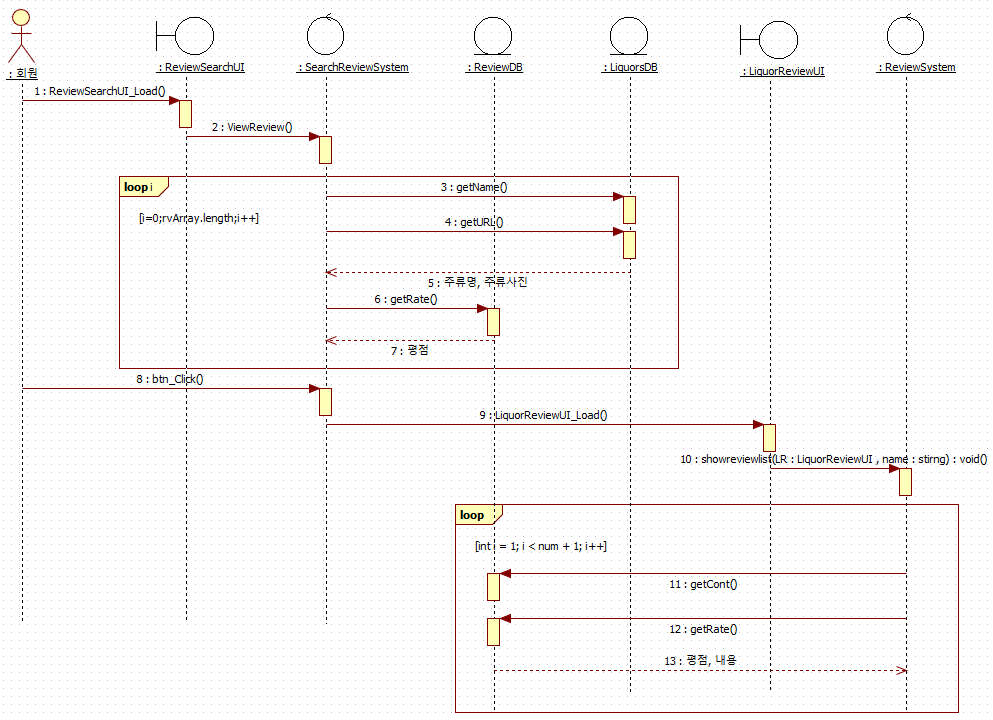 : 회원
: ReviewSearchUI
: SearchReviewSystem
: ReviewDB
: LiquorsDB
: LiquorReviewUI
: ReviewSystem
1 : ReviewSearchUI_Load()
2 : ViewReview()
loop i
3 : getName()
[i=0;rvArray.length;i++]
4 : getURL()
5 : 주류명, 주류사진
6 : getRate()
7 : 평점
8 : btn_Click()
9 : LiquorReviewUI_Load()
10 : showreviewlist(LR : LiquorReviewUI , name : stirng) : void()
loop
[int i = 1; i < num + 1; i++]
11 : getCont()
12 : getRate()
13 : 평점, 내용